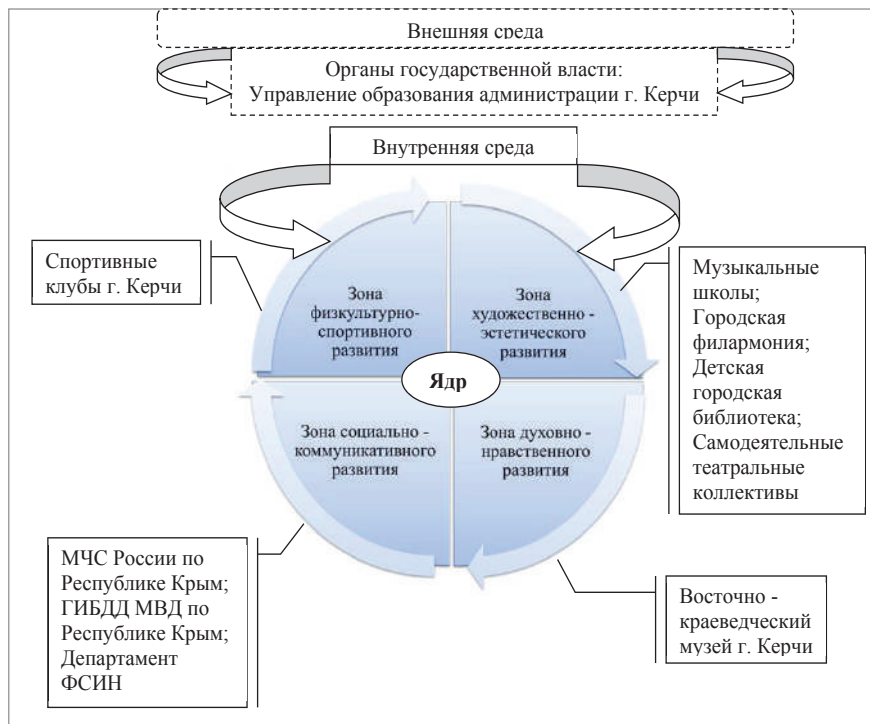 Внешняя среда
Органы государственной власти:
Управление образования администрации г. Керчи
Внутренняя среда
Спортивные
клубы г. Керчи
Зона
физкультурно-
спортивного
развития
Зона
художественно -
эстетического
развития
Музыкальные
школы;
Городская
филармония;
Детская
городская
библиотека;
Самодеятельные
театральные
коллективы
Ядр
Зона социально -
коммуникативного
развития
Зона духовно -
нравственного
развития
МЧС России по
Республике Крым;
ГИБДД МВД по
Республике Крым;
Департамент
ФСИН
Восточно -
краеведческий
музей г. Керчи